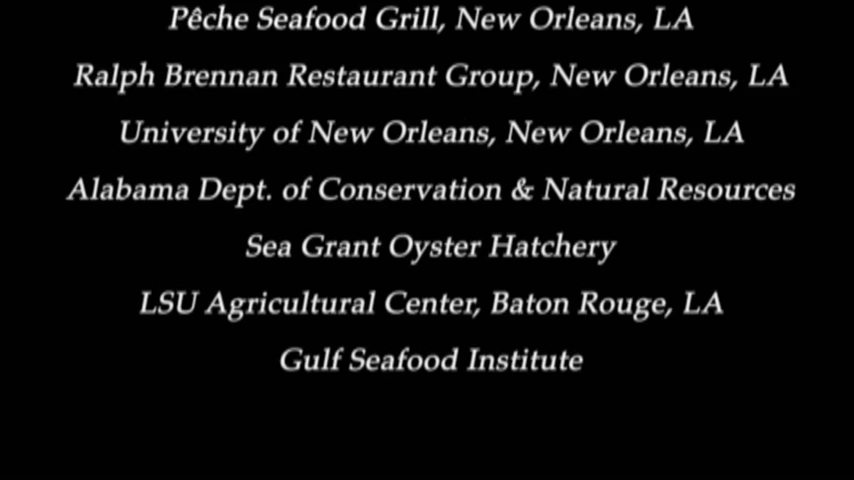 Pêche Seafood Grill, New Orleans, LA
Ralph Brennan Restaurant Group, New Orleans, LA
University of New Orleans, New Orleans, LA
Alabama Dept. of Conservation & Natural Resources
Sea Grant Oyster Hatchery
LSU Agricultural Center, Baton Rouge, LA
Gulf Seafood Institute